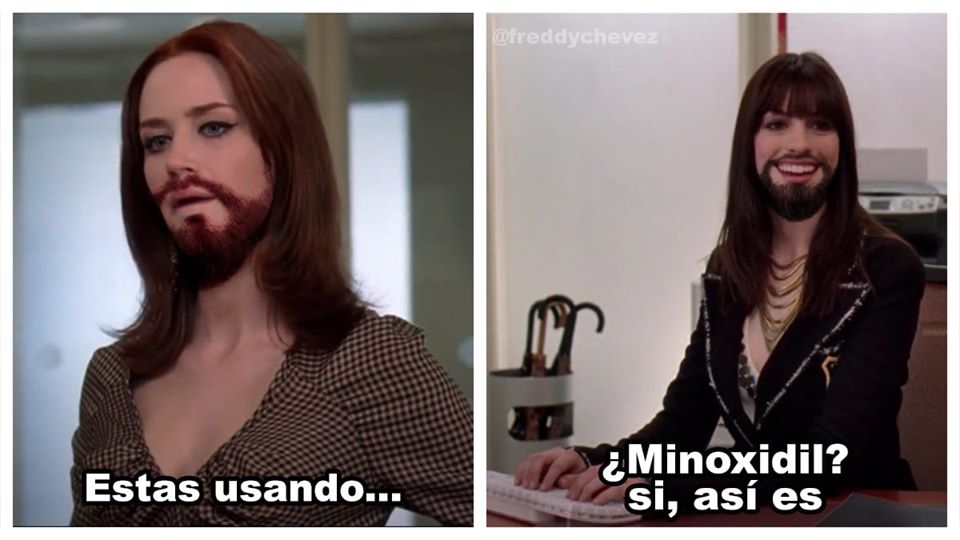 @freddychevez
Estas usando...
¿Minoxidil?
si, así es